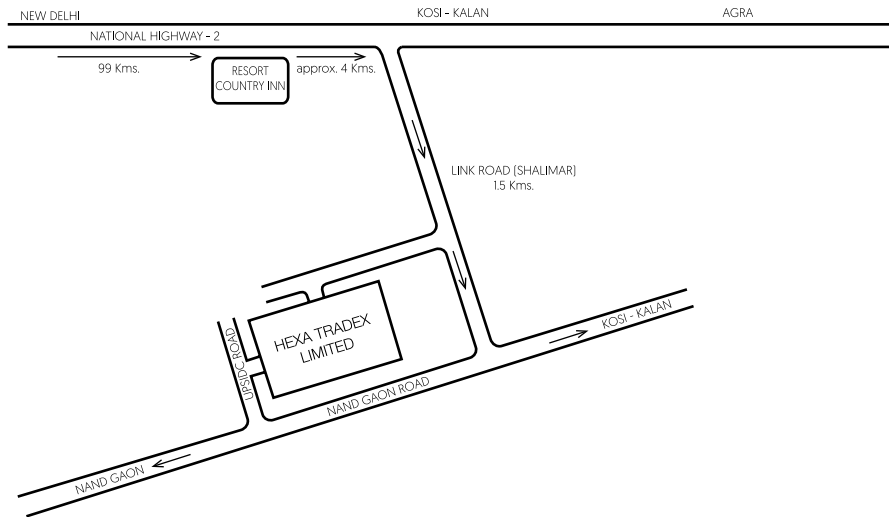 NEW DELHI
KOSI - KALAN
AGRA
NATIONAL HIGHWAY - 2
99 Kms.
RESORT
COUNTRY INN
approx. 4 Kms.
LINK ROAD (SHALIMAR)
1.5 Kms.
HEXA TRADEX
LIMITED
UPSIDC ROAD
KOSI - KALAN
NAND GAON ROAD
NAND GAON